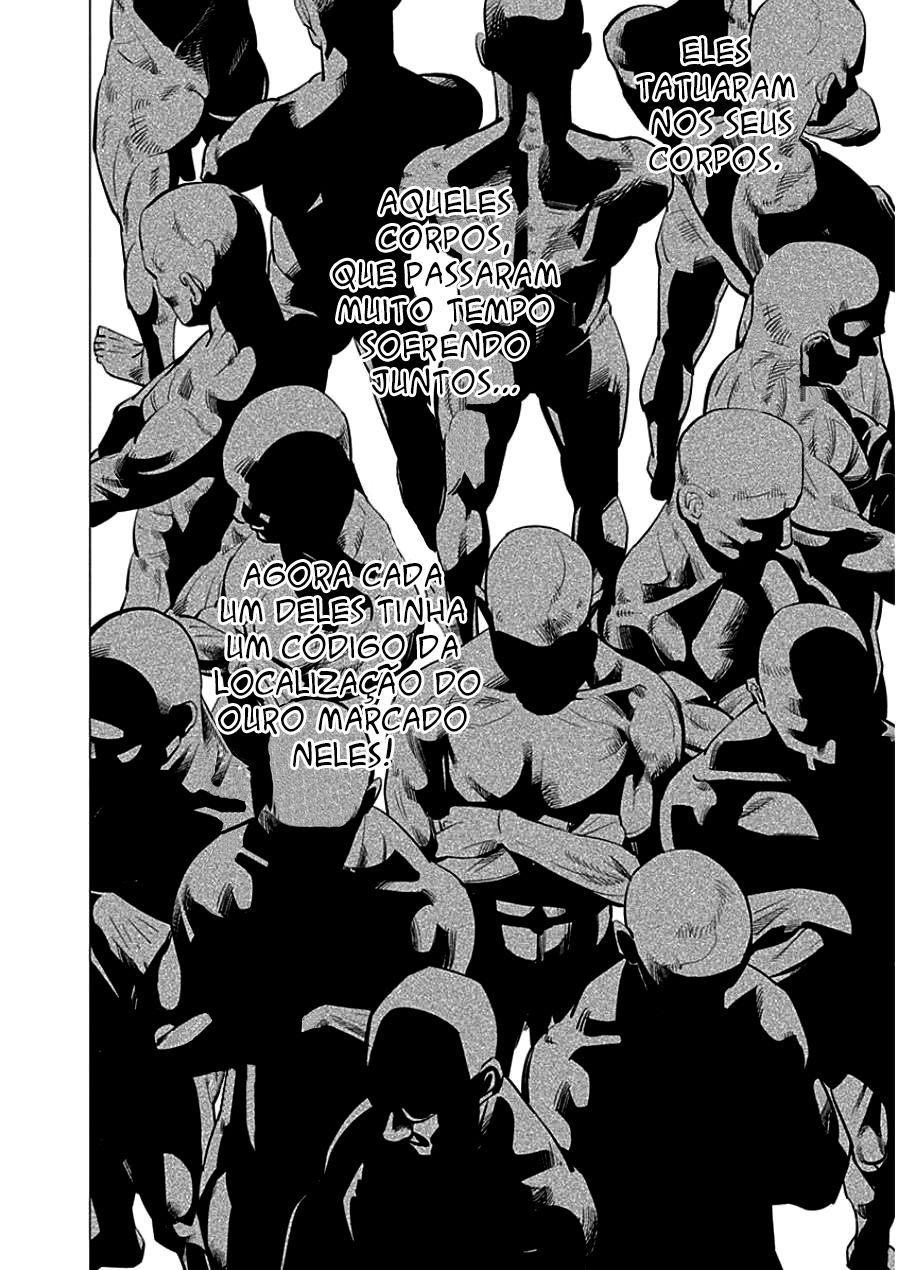 ELES
TATUARAM
NOS SEUS
CORPOS.
AQUELES
CORPOS,
QUE PASSARAM
MUITO TEMPO
SOFRENDO
JUNTOS...
AGORA CADA
UM DELES TINHA
UM CÓDIGO DA
LOCALIZAÇÃO DO
OURO MARCADO
NELES!